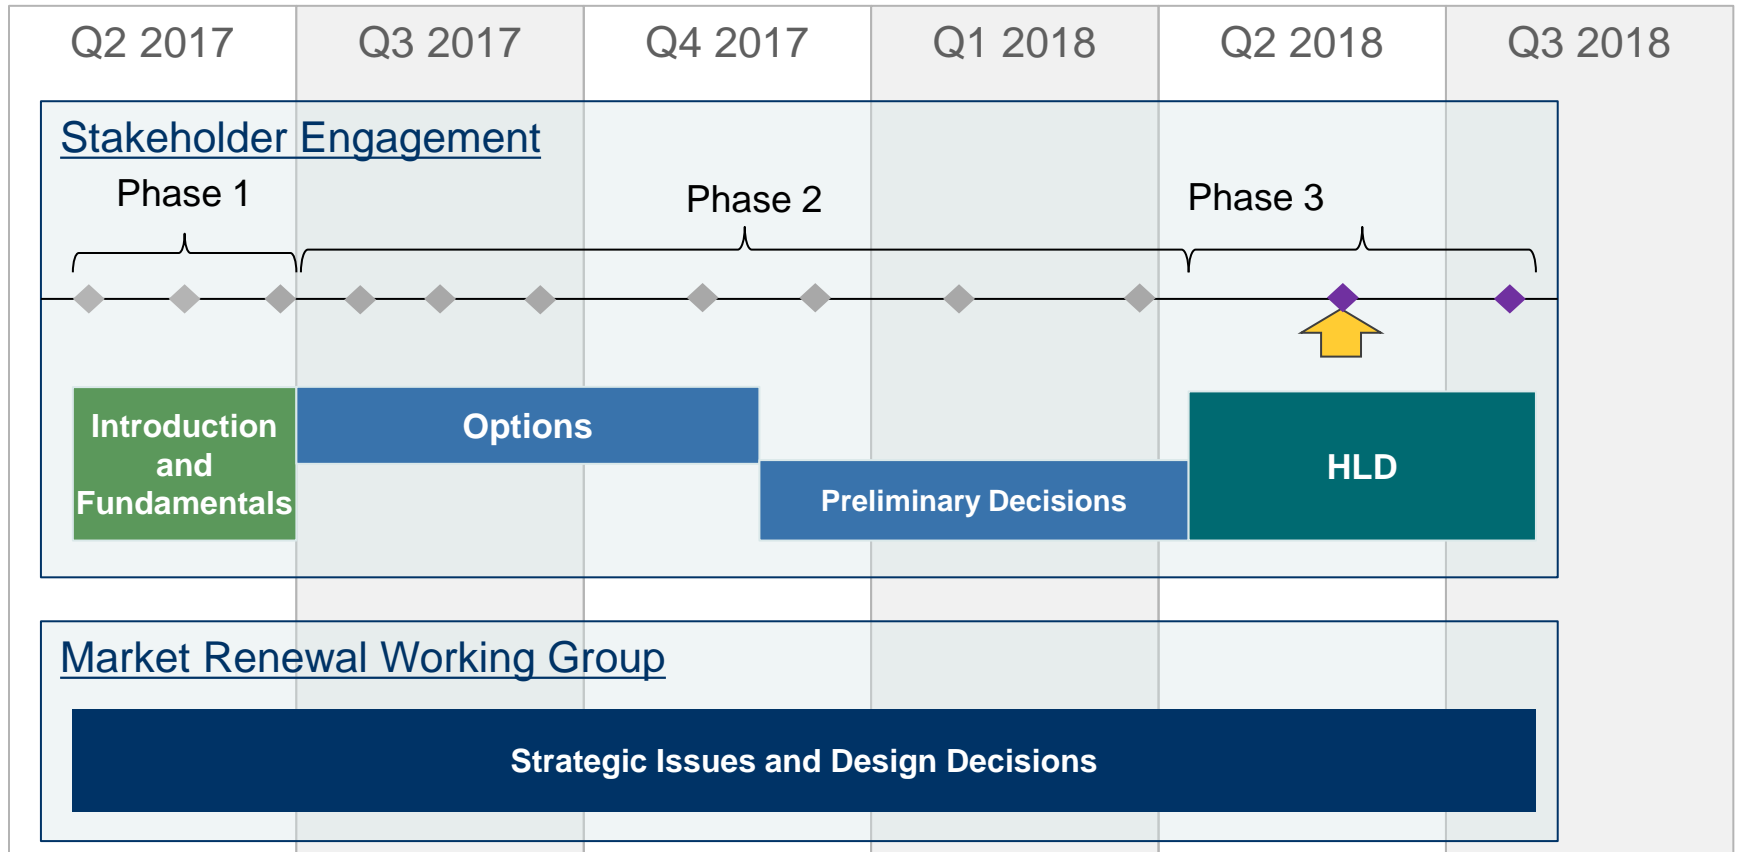 Q2 2017
Q3 2017
Q4 2017
Q1 2018
Q2 2018
Q3 2018
Stakeholder Engagement
Phase 1
Phase 2
Phase 3
Introduction
and
Fundamentals
Options
Preliminary Decisions
HLD
Market Renewal Working Group
Strategic Issues and Design Decisions